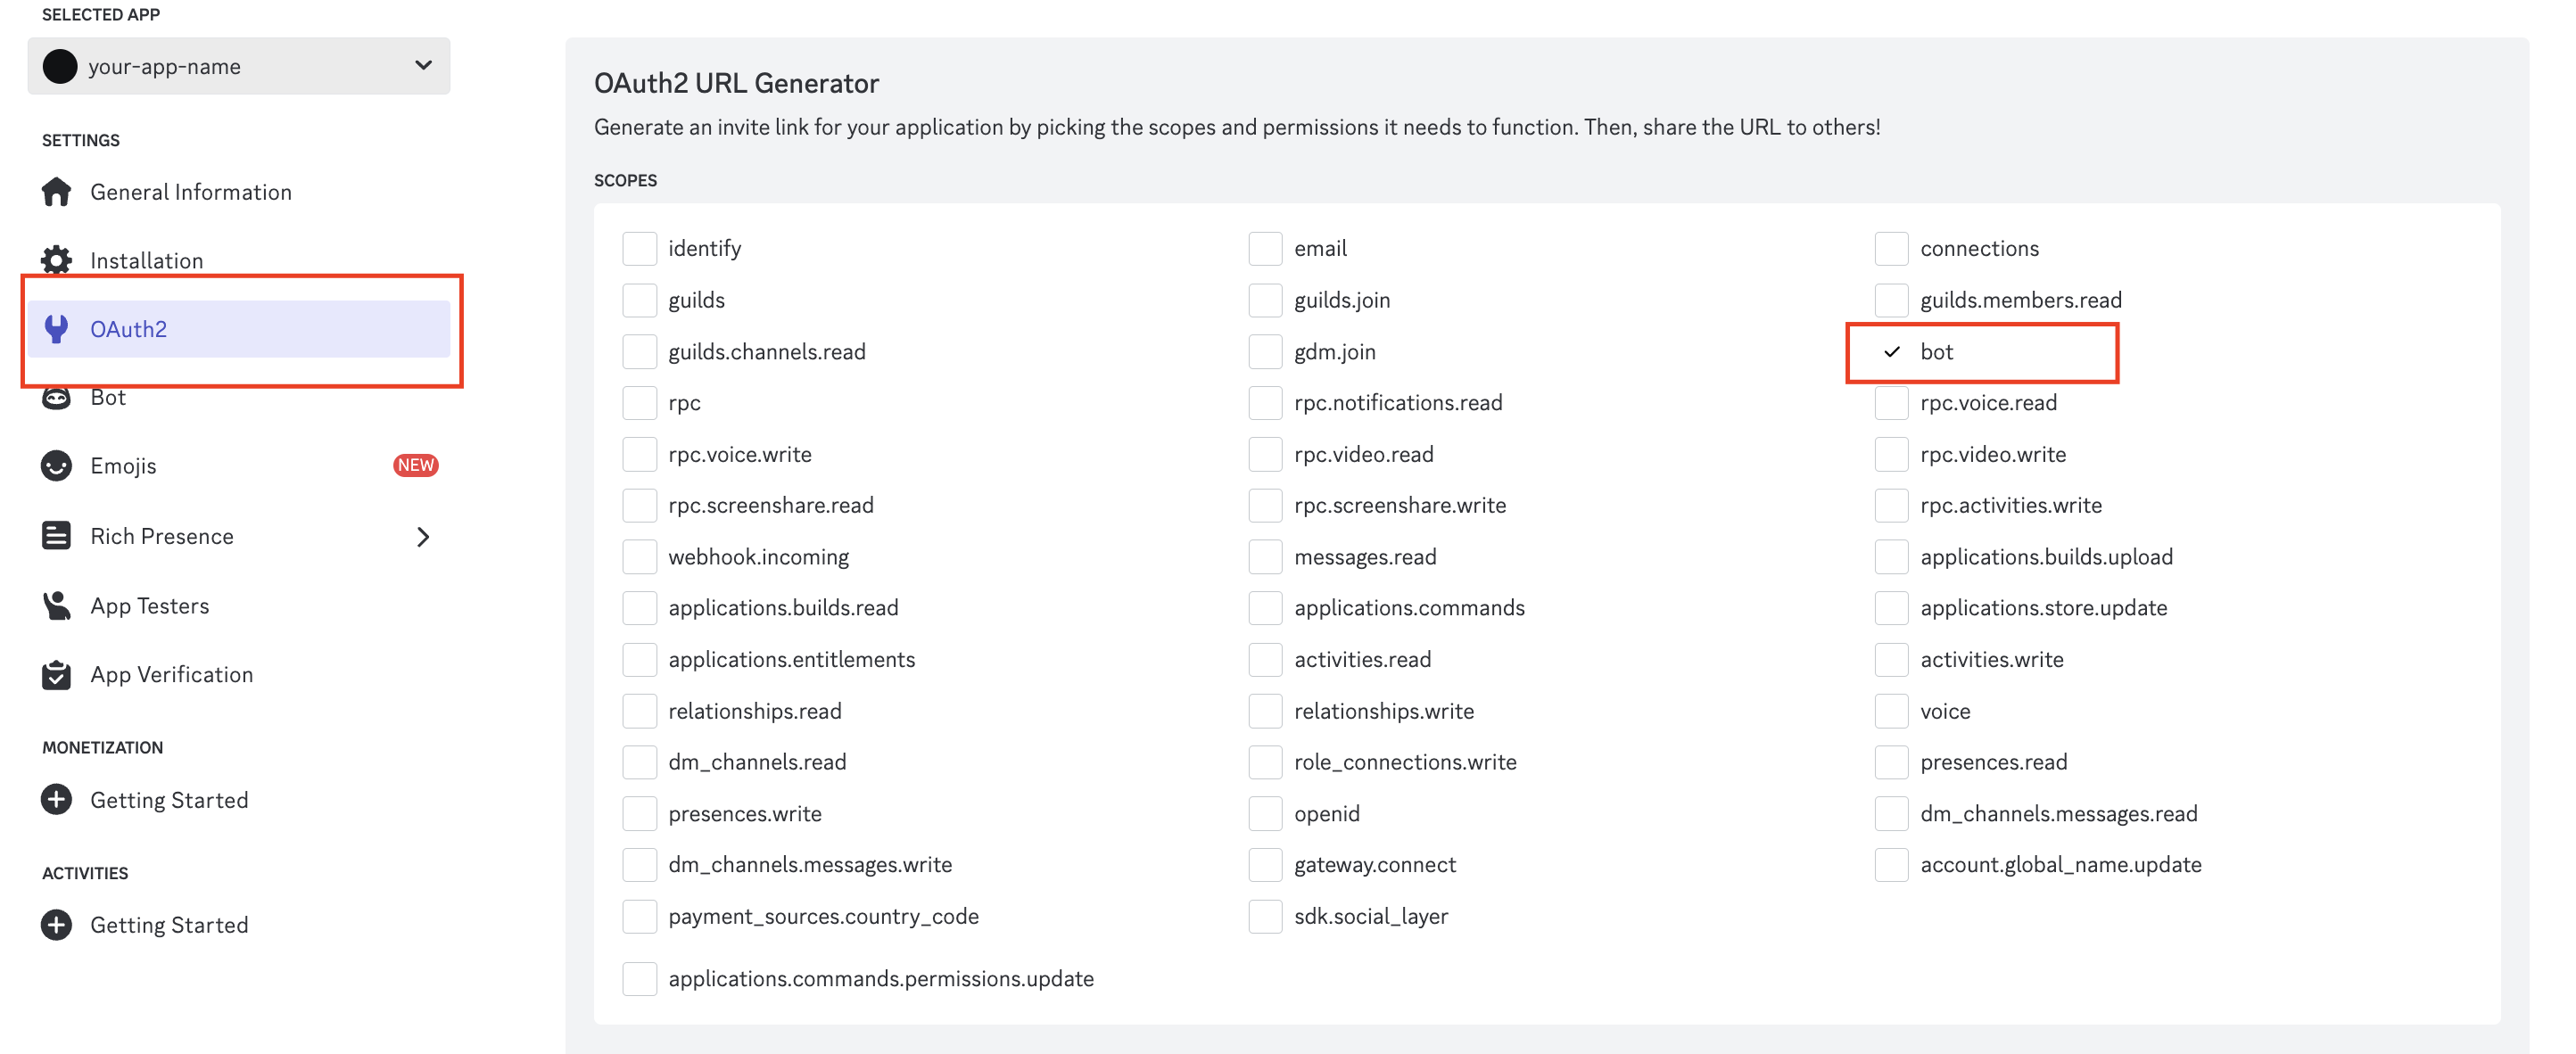 SELECTED APP
your-app-name
SETTINGS
General Information
Installation
OAuth2
Bot
Emojis NEW
Rich Presence
App Testers
App Verification
MONETIZATION
Getting Started
ACTIVITIES
Getting Started
OAuth2 URL Generator
Generate an invite link for your application by picking the scopes and permissions it needs to function. Then, share the URL to others!
SCOPES
identify email connections
guilds guilds.join guilds.members.read
guilds.channels.read gdm.join bot
rpc rpc.notifications.read rpc.voice.read
rpc.voice.write rpc.video.read rpc.video.write
rpc.screenshare.read rpc.screenshare.write rpc.activities.write
webhook.incoming messages.read applications.builds.upload
applications.builds.read applications.commands applications.store.update
applications.entitlements activities.read activities.write
relationships.read relationships.write voice
dm_channels.read role_connections.write presences.read
presences.write openid dm_channels.messages.read
dm_channels.messages.write gateway.connect account.global_name.update
payment_sources.country_code sdk.social_layer
applications.commands.permissions.update